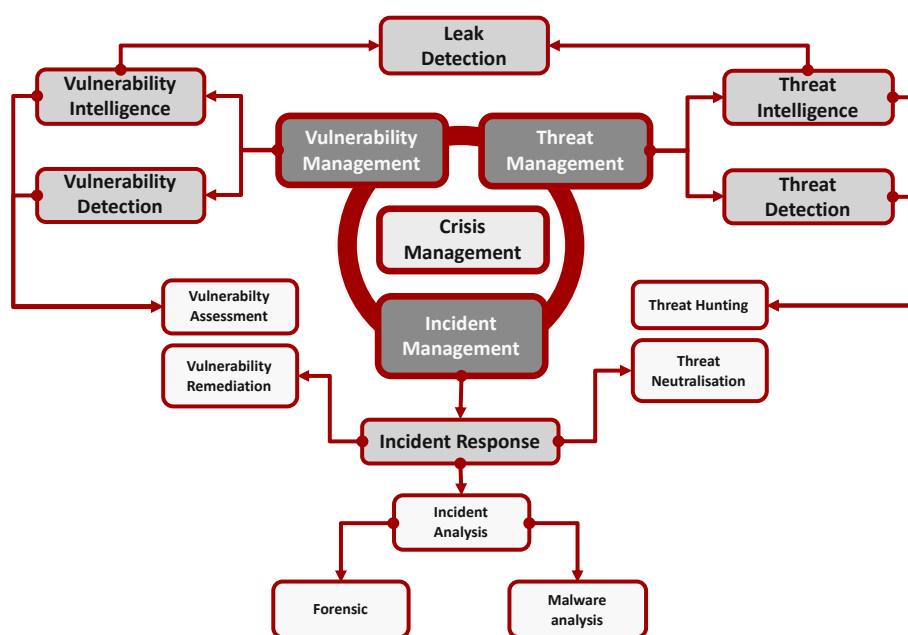 Leak
Detection
Vulnerability
Intelligence
Threat
Intelligence
Vulnerability
Management
Threat
Management
Vulnerability
Detection
Threat
Detection
Crisis
Management
Vulnerabilty
Assessment
Threat Hunting
Incident
Management
Vulnerability
Remediation
Threat
Neutralisation
Incident Response
Incident
Analysis
Forensic
Malware
analysis